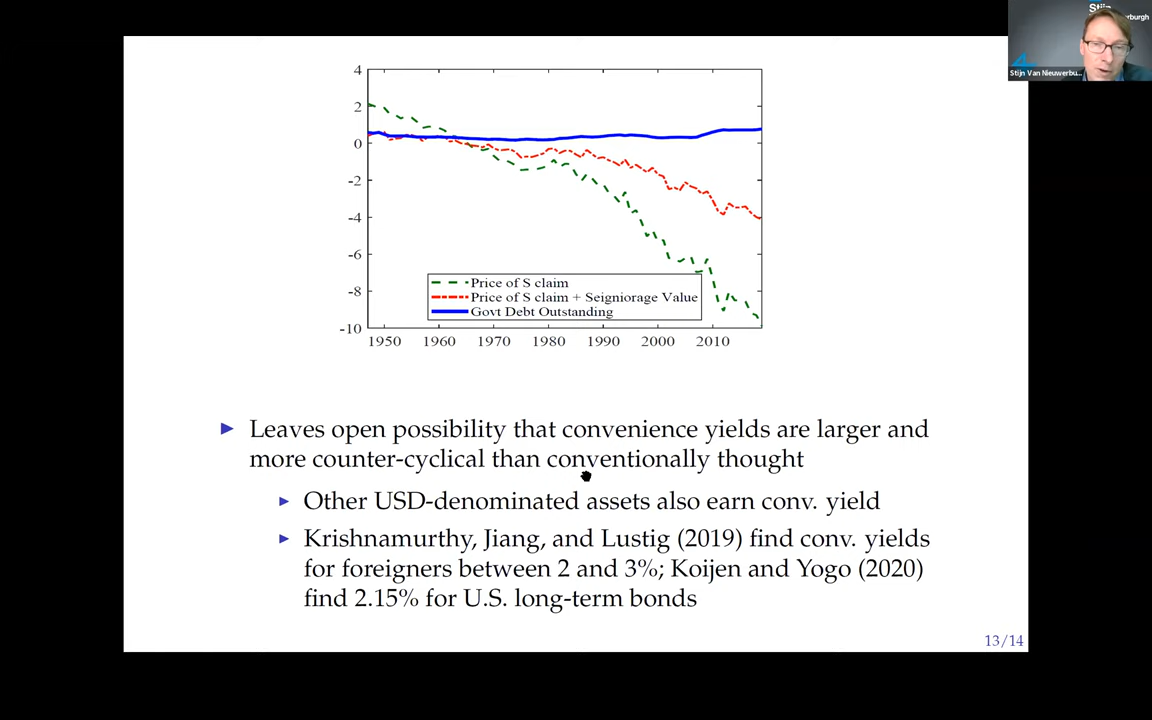 Stijn
rburgh
Stijn Van Nieuwerbu...
4
2
0
-2
-4
-6
-8
-10
Price of S claim
Price of S claim + Seigniorage Value
Govt Debt Outstanding
1950 1960 1970 1980 1990 2000 2010
Leaves open possibility that convenience yields are larger and
more counter-cyclical than conventionally thought
Other USD-denominated assets also earn conv. yield
Krishnamurthy, Jiang, and Lustig (2019) find conv. yields
for foreigners between 2 and 3%; Koijen and Yogo (2020)
find 2.15% for U.S. long-term bonds
13/14